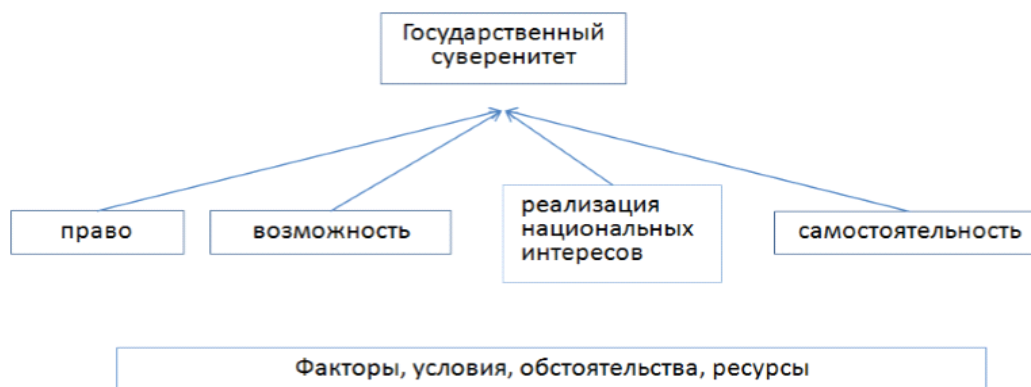 Государственный
суверенитет
право
возможность
реализация
национальных
интересов
самостоятельность
Факторы, условия, обстоятельства, ресурсы